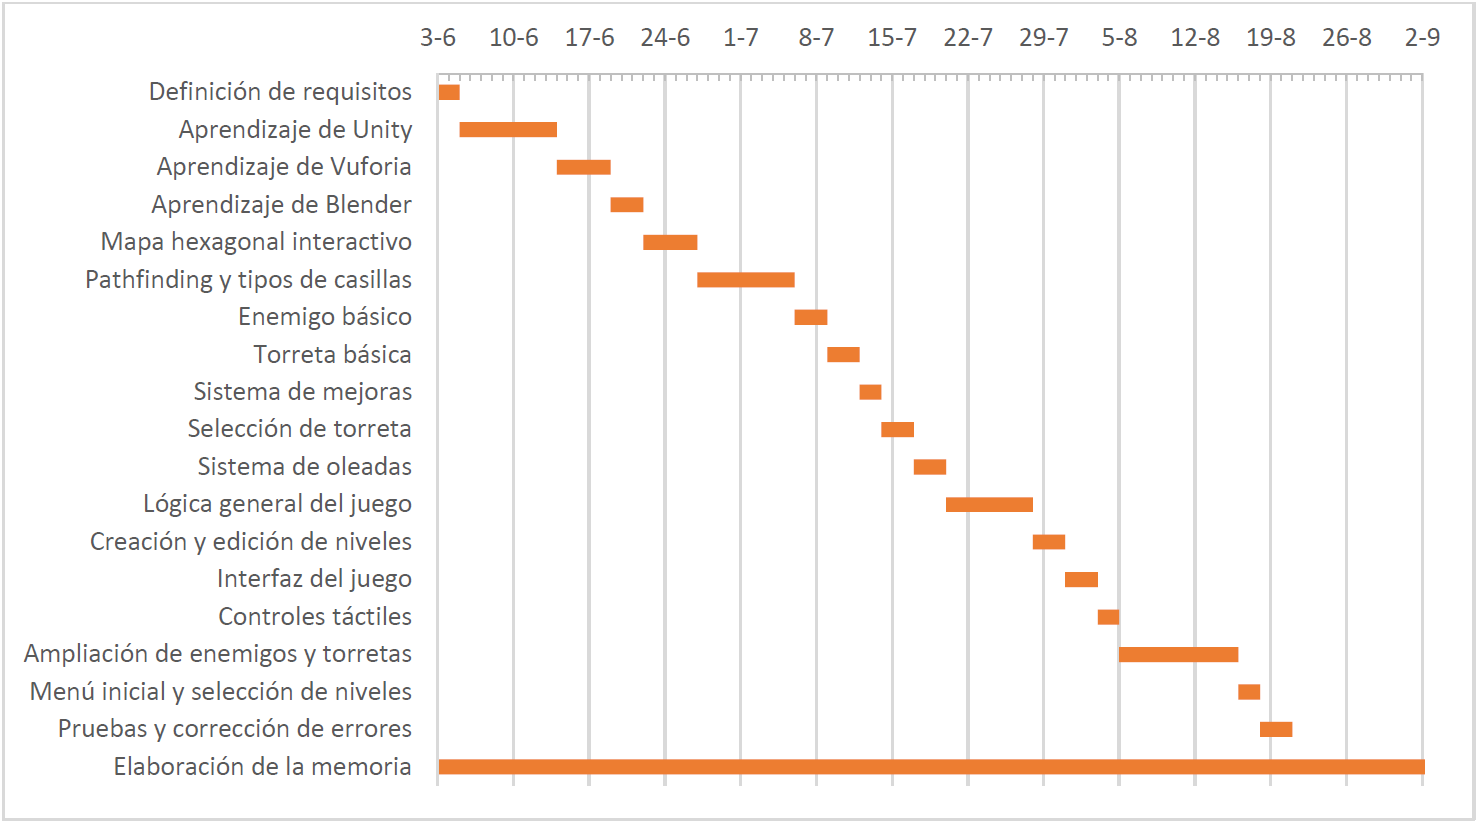 3-6 10-6 17-6 24-6 1-7 8-7 15-7 22-7 29-7 5-8 12-8 19-8 26-8 2-9
Definición de requisitos
Aprendizaje de Unity
Aprendizaje de Vuforia
Aprendizaje de Blender
Mapa hexagonal interactivo
Pathfinding y tipos de casillas
Enemigo básico
Torreta básica
Sistema de mejoras
Selección de torreta
Sistema de oleadas
Lógica general del juego
Creación y edición de niveles
Interfaz del juego
Controles táctiles
Ampliación de enemigos y torretas
Menú inicial y selección de niveles
Pruebas y corrección de errores
Elaboración de la memoria